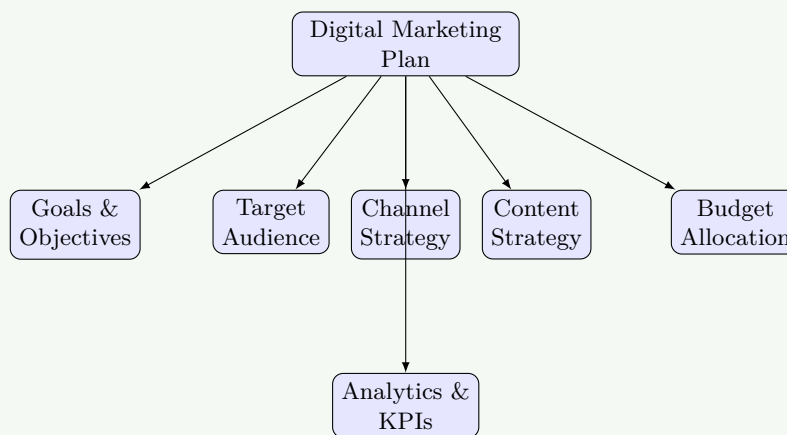 Digital Marketing
Plan
Goals &
Objectives
Target
Audience
Channel
Strategy
Content
Strategy
Budget
Allocation
Analytics &
KPIs